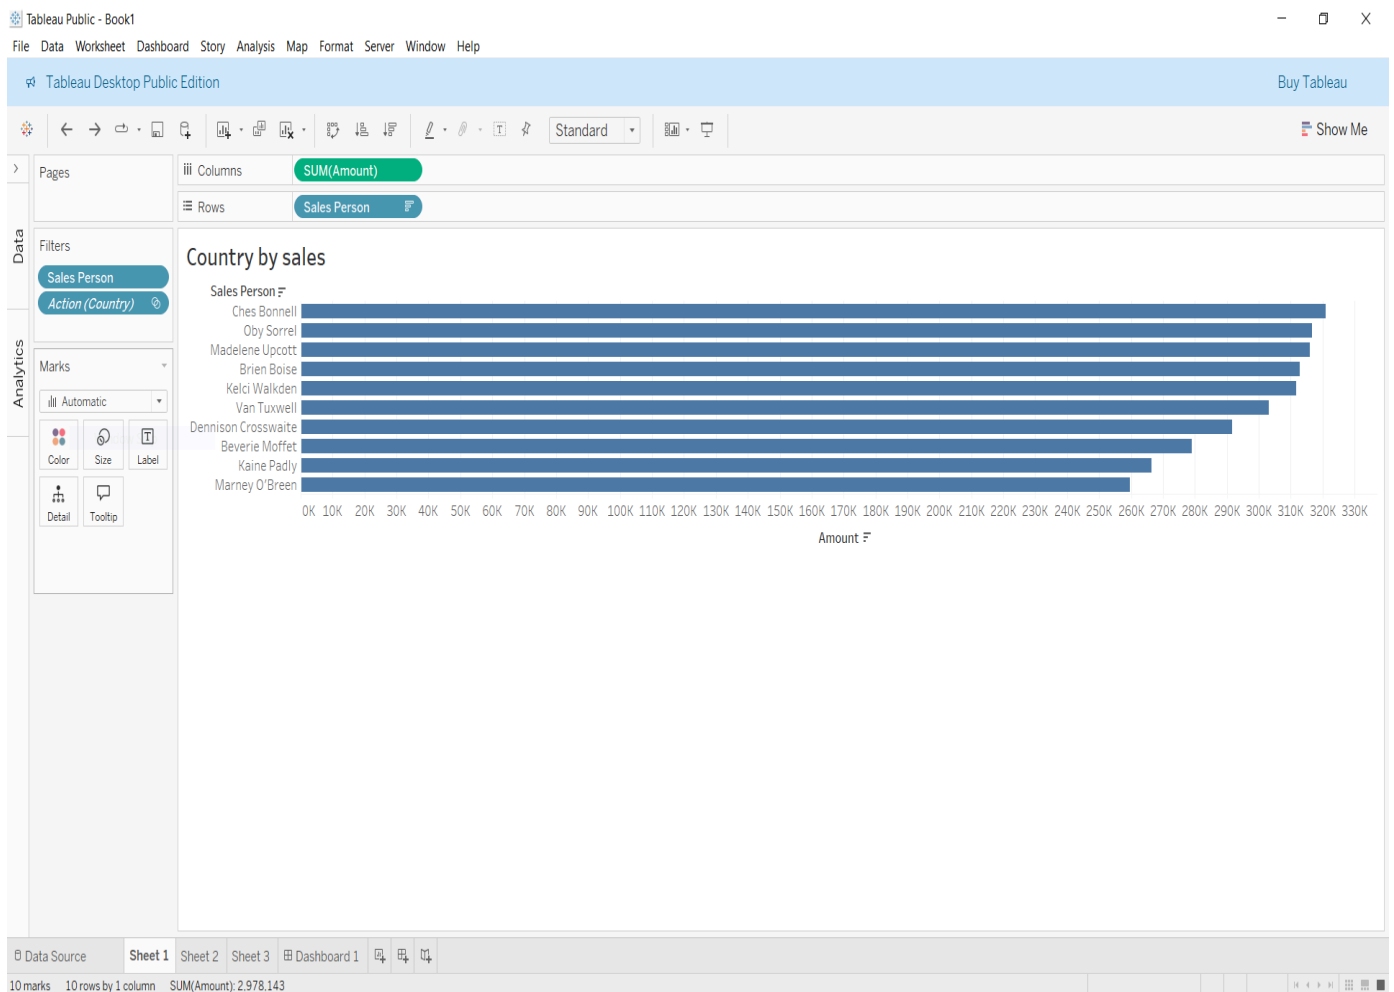 Tableau Public - Book1
File Data Worksheet Dashboard Story Analysis Map Format Server Window Help
Tableau Desktop Public Edition Buy Tableau
Standard Show Me
Pages
Columns SUM(Amount)
Rows Sales Person
Data
Analytics
Filters
Sales Person
Action (Country)
Marks
Automatic
Color Size Label
Detail Tooltip
Country by sales
Sales Person
Ches Bonnell
Oby Sorrel
Madelene Upcott
Brien Boise
Kelci Walkden
Van Tuxwell
Dennison Crosswaite
Beverie Moffet
Kaine Padly
Marney O'Breen
0K 10K 20K 30K 40K 50K 60K 70K 80K 90K 100K 110K 120K 130K 140K 150K 160K 170K 180K 190K 200K 210K 220K 230K 240K 250K 260K 270K 280K 290K 300K 310K 320K 330K
Amount
Data Source Sheet 1 Sheet 2 Sheet 3 Dashboard 1
10 marks 10 rows by 1 column SUM(Amount): 2,978,143